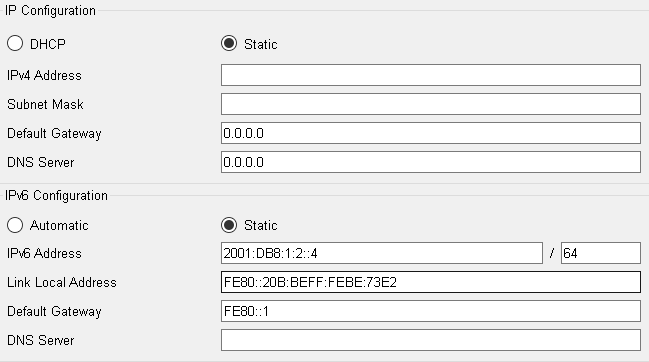 IP Configuration
DHCP Static
IPv4 Address
Subnet Mask
Default Gateway 0.0.0.0
DNS Server 0.0.0.0
IPv6 Configuration
Automatic Static
IPv6 Address 2001:DB8:1:2::4 / 64
Link Local Address FE80::20B:BEFF:FEBE:73E2
Default Gateway FE80::1
DNS Server